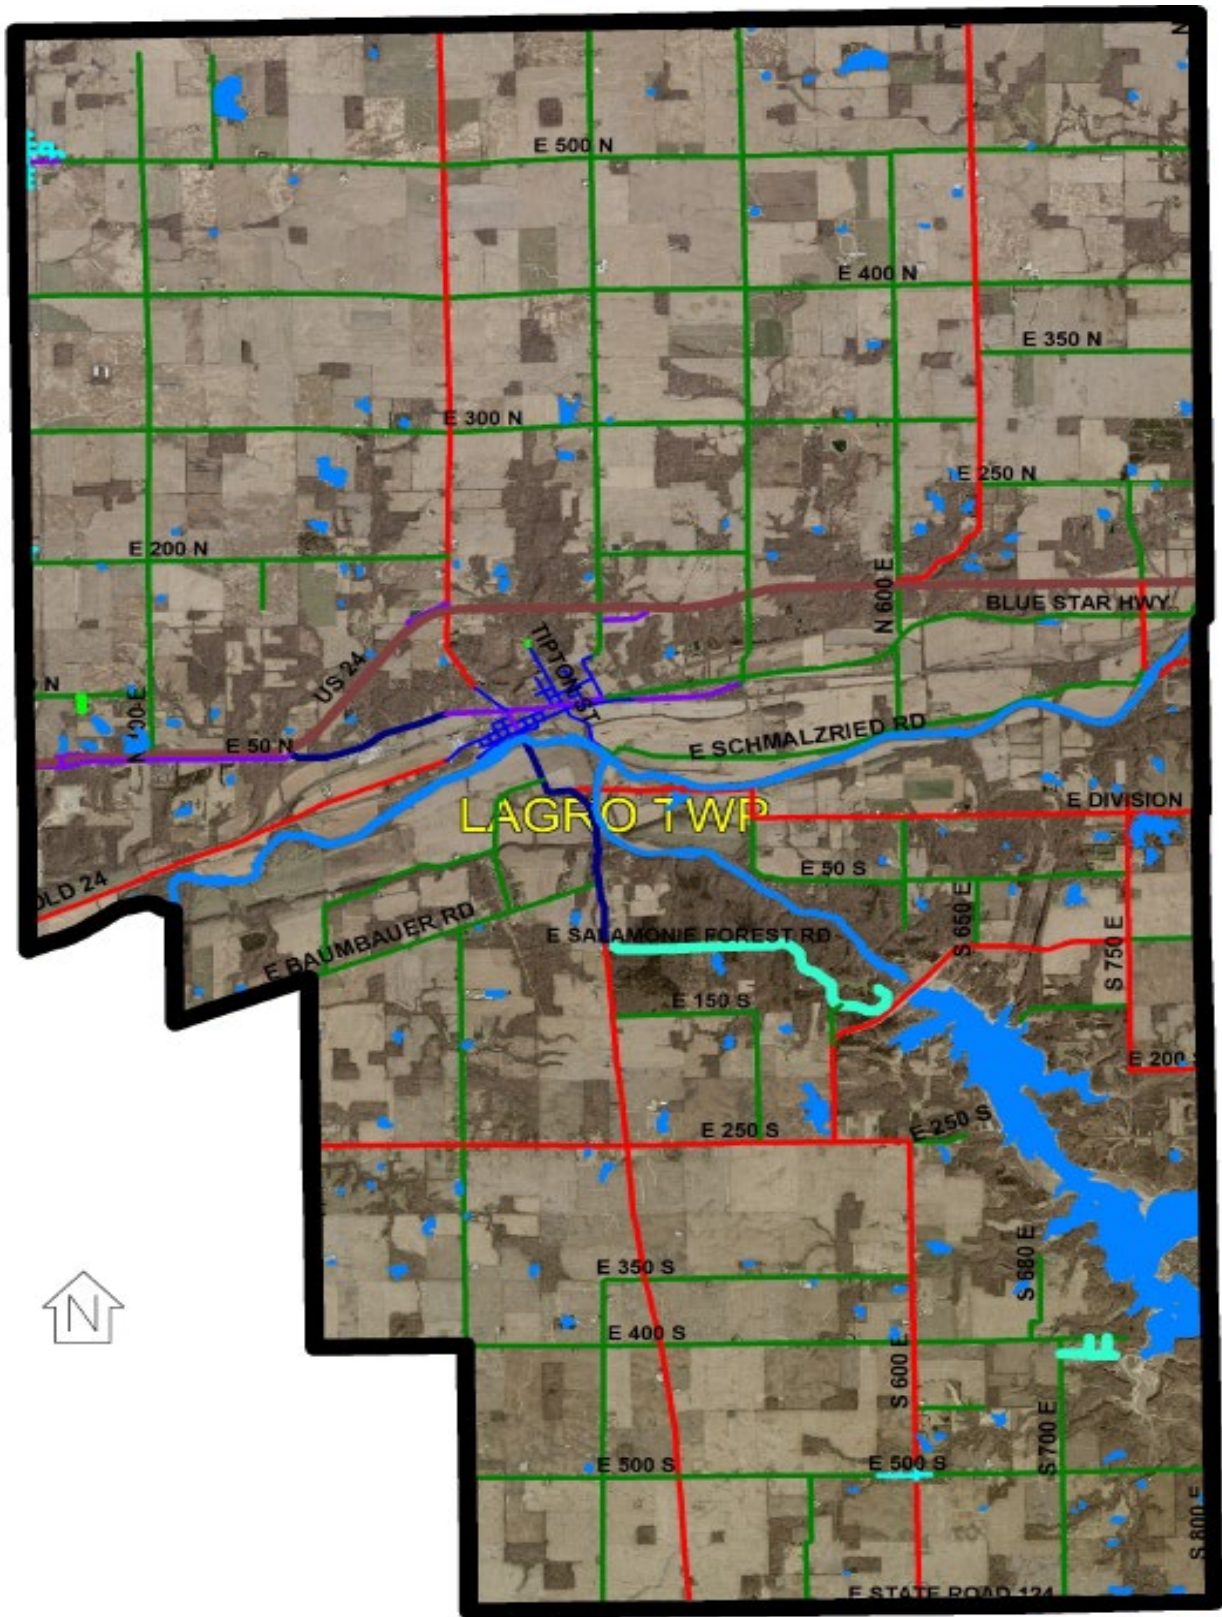 E 500 N
E 400 N
E 350 N
E 300 N
E 250 N
E 200 N
N 600 E
BLUE STAR HWY
TIPTON ST
US 24
N
E 50 N
E SCHMALZRIED RD
LAGRO TWP
E DIVISION
E 50 S
OLD 24
S 650 E
E BAUMBAUER RD
E SALAMONIE FOREST RD
S 750 E
E 150 S
E 200 S
E 250 S
E 250 S
S 680 E
E 350 S
N
E 400 S
S 600 E
S 700 E
E 500 S
E 500 S
S 800 E
E STATE ROAD 124